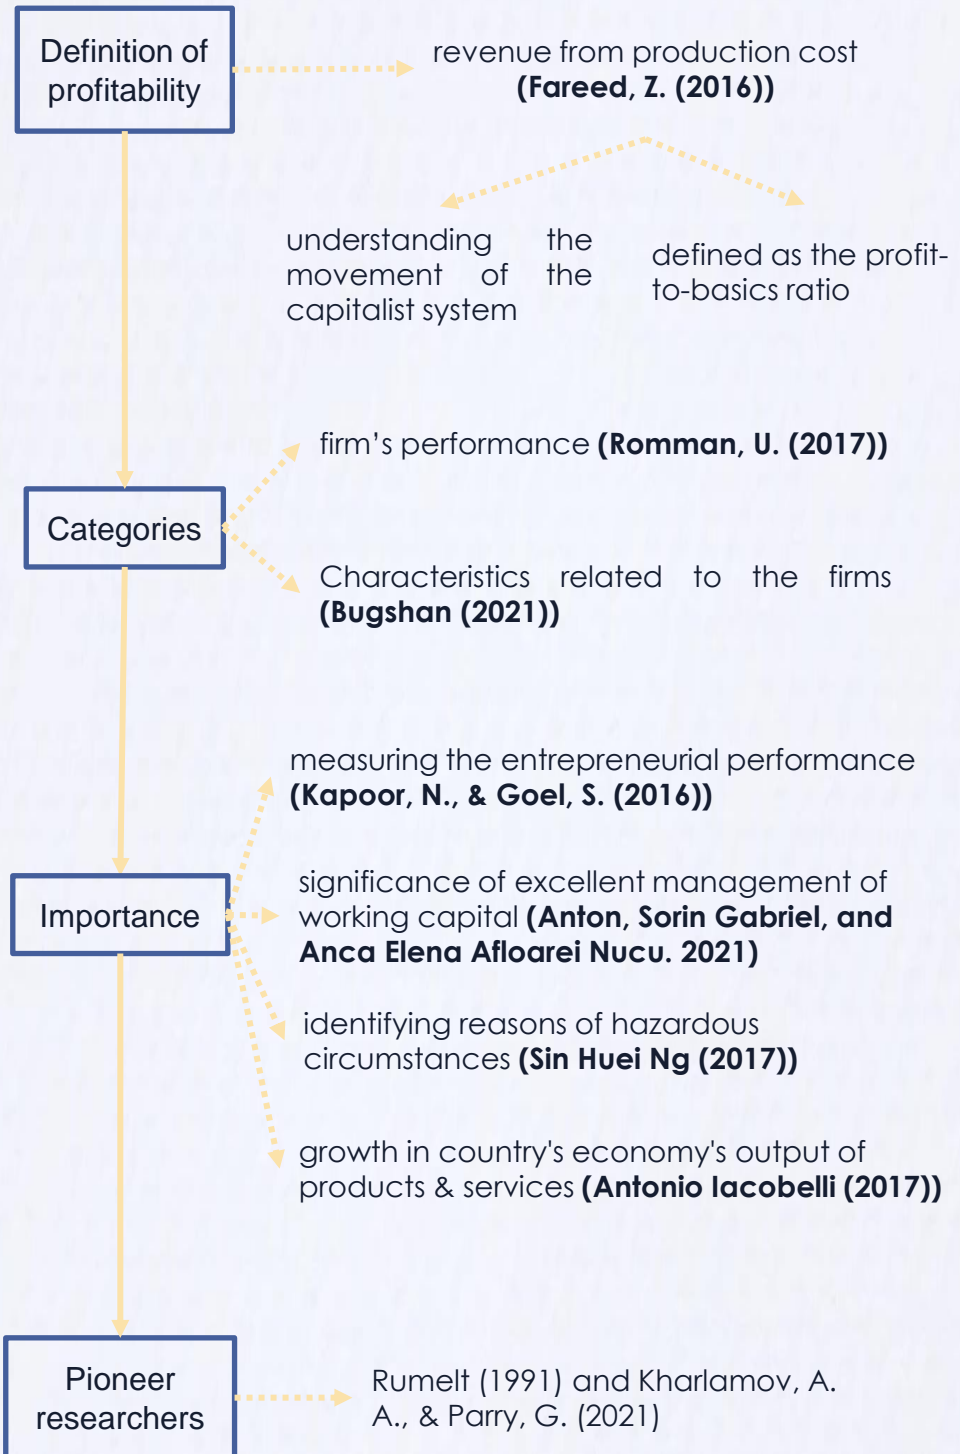 Definition of
profitability
revenue from production cost
(Fareed, Z. (2016))
understanding the
movement of the
capitalist system
defined as the profit-
to-basics ratio
Categories
firm’s performance (Romman, U. (2017))
Characteristics related to the firms
(Bugshan (2021))
Importance
measuring the entrepreneurial performance
(Kapoor, N., & Goel, S. (2016))
significance of excellent management of
working capital (Anton, Sorin Gabriel, and
Anca Elena Afloarei Nucu. 2021)
identifying reasons of hazardous
circumstances (Sin Huei Ng (2017))
growth in country's economy's output of
products & services (Antonio Iacobelli (2017))
Pioneer
researchers
Rumelt (1991) and Kharlamov, A.
A., & Parry, G. (2021)